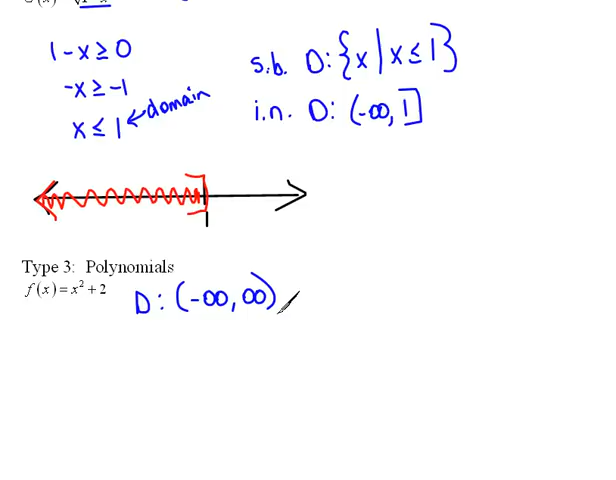 1-x≥0
-x≥-1
x≤1 ←domain
s.b. D:{x|x≤1}
i.n. D: (-∞,1]
1
Type 3: Polynomials
f(x)=x²+2
D: (-∞,∞)